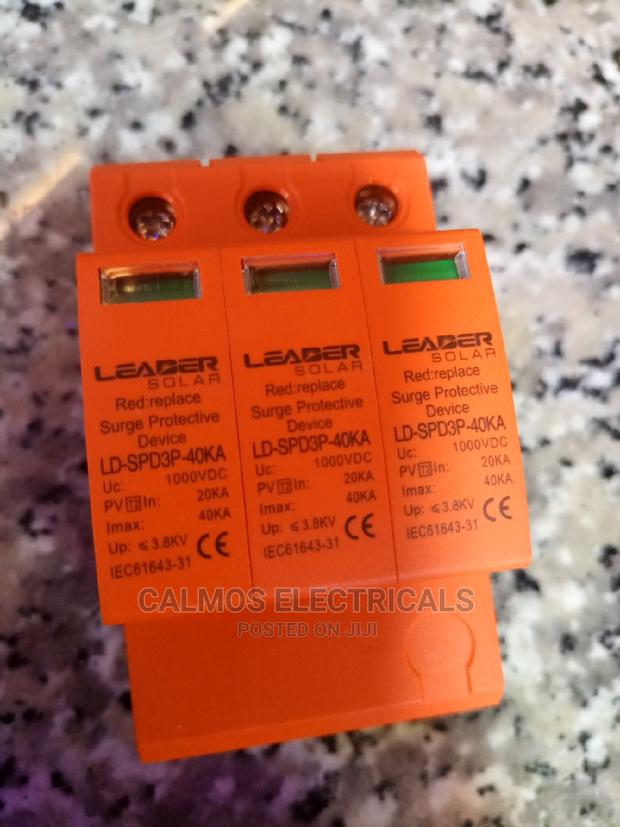 LEADER
SOLAR
Red:replace
Surge Protective
Device
LD-SPD3P-40KA
Uc: 1000VDC
PV T2 In: 20KA
Imax: 40KA
Up: ≤3.8KV CE
IEC61643-31
LEADER
SOLAR
Red:replace
Surge Protective
Device
LD-SPD3P-40KA
Uc: 1000VDC
PV T2 In: 20KA
Imax: 40KA
Up: ≤3.8KV CE
IEC61643-31
LEADER
SOLAR
Red:replace
Surge Protective
Device
LD-SPD3P-40KA
Uc: 1000VDC
PV T2 In: 20KA
Imax: 40KA
Up: ≤3.8KV CE
IEC61643-31
CALMOS ELECTRICALS
POSTED ON JIJI